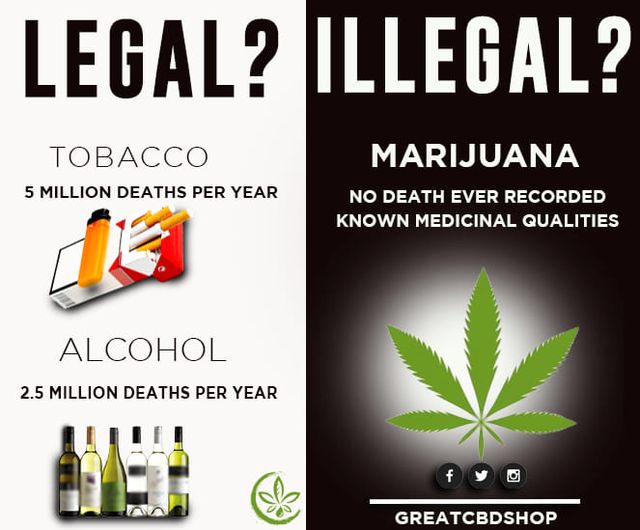 LEGAL?
TOBACCO
5 MILLION DEATHS PER YEAR
ALCOHOL
2.5 MILLION DEATHS PER YEAR
ILLEGAL?
MARIJUANA
NO DEATH EVER RECORDED
KNOWN MEDICINAL QUALITIES
GREATCBDSHOP